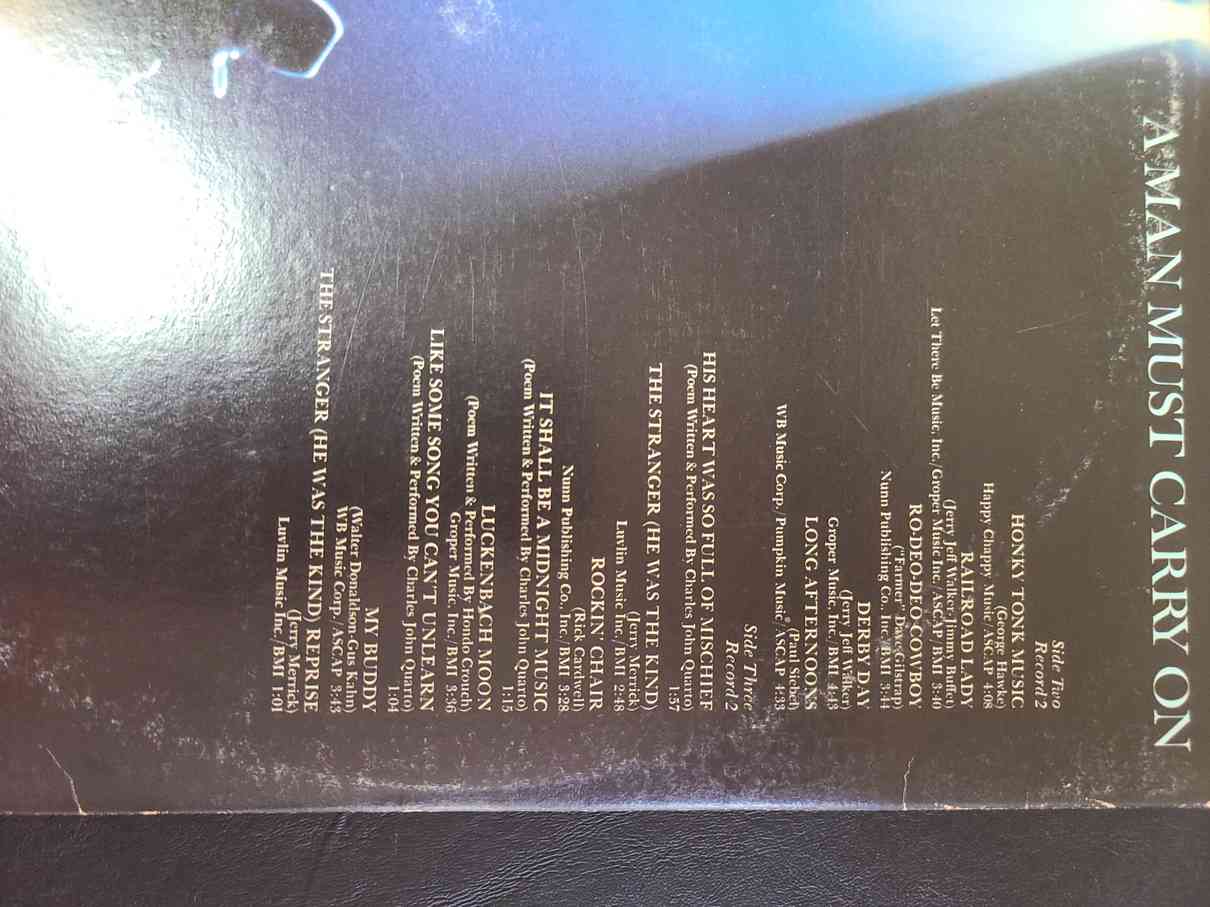 A MAN MUST CARRY ON
Side Two
Record 2
HONKY TONK MUSIC
(George Hawke)
Happy Chappy Music/ASCAP 4:08
RAILROAD LADY
(Jerry Jeff Walker, Jimmy Buffet)
Let There Be Music, Inc./Groper Music Inc./ASCAP/BMI 3:40
RO-DEO-DEO COWBOY
("Farmer" Dave Gilstrap)
Nunn Publishing Co., Inc./BMI 3:44
DERBY DAY
(Jerry Jeff Walker)
Groper Music, Inc./BMI 4:43
LONG AFTERNOONS
(Paul Siebel)
WB Music Corp./Pumpkin Music® ASCAP 4:33
Side Three
Record 2
HIS HEART WAS SO FULL OF MISCHIEF
(Poem Written & Performed By Charles John Quarto)
1:57
THE STRANGER (HE WAS THE KIND)
(Jerry Merrick)
Luvlin Music Inc./BMI 2:48
ROCKIN' CHAIR
(Rick Cardwell)
Nunn Publishing Co., Inc./BMI 3:28
IT SHALL BE A MIDNIGHT MUSIC
(Poem Written & Performed By Charles John Quarto)
1:15
LUCKENBACH MOON
(Poem Written & Performed By Hondo Crouch)
Groper Music, Inc./BMI 3:36
LIKE SOME SONG YOU CAN'T UNLEARN
(Poem Written & Performed By Charles John Quarto)
1:04
MY BUDDY
(Walter Donaldson-Gus Kahn)
WB Music Corp./ASCAP 3:43
THE STRANGER (HE WAS THE KIND) REPRISE
(Jerry Merrick)
Luvlin Music Inc./BMI 1:01